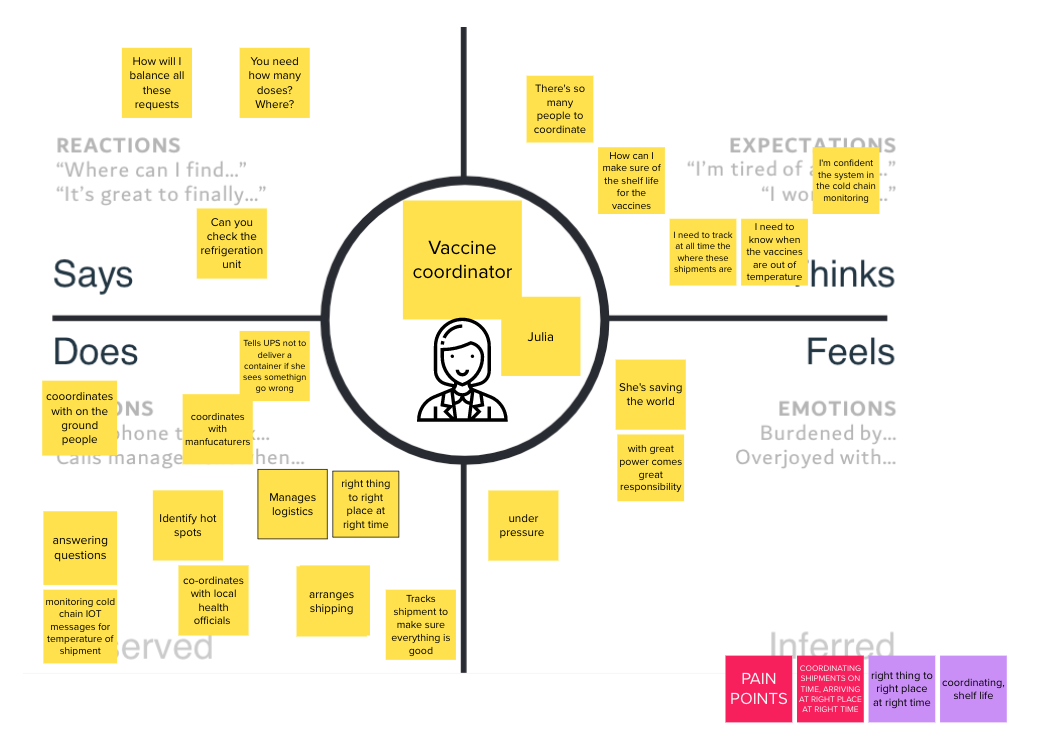 How will I
balance all
these
requests
You need
how many
doses?
Where?
REACTIONS
“Where can I find...”
“It’s great to finally...”
Can you
check the
refrigeration
unit
Says
There's so
many
people to
coordinate
How can I
make sure of
the shelf life
for the
vaccines
EXPECTATIONS
“I’m tired of
...”
“I wo
...”
I'm confident
the system in
the cold chain
monitoring
I need to track
at all time the
where these
shipments are
I need to
know when
the vaccines
are out of
temperature
hinks
Vaccine
coordinator
Julia
Does
Tells UPS not to
deliver a
container if she
sees somethign
go wrong
cooordinates
with on the
ground
people
coordinates
with
manfucaturers
ONS
phone t
...
Calls manage
hen...
Manages
logistics
right thing
to right
place at
right time
Identify hot
spots
answering
questions
co-ordinates
with local
health
officials
arranges
shipping
monitoring cold
chain IOT
messages for
temperature of
shipment
Tracks
shipment to
make sure
everything is
good
erved
Feels
She's saving
the world
EMOTIONS
Burdened by...
Overjoyed with...
with great
power comes
great
responsibility
under
pressure
Inferred
PAIN
POINTS
COORDINATING
SHIPMENTS ON
TIME, ARRIVING
AT RIGHT PLACE
AT RIGHT TIME
right thing to
right place
at right time
coordinating,
shelf life